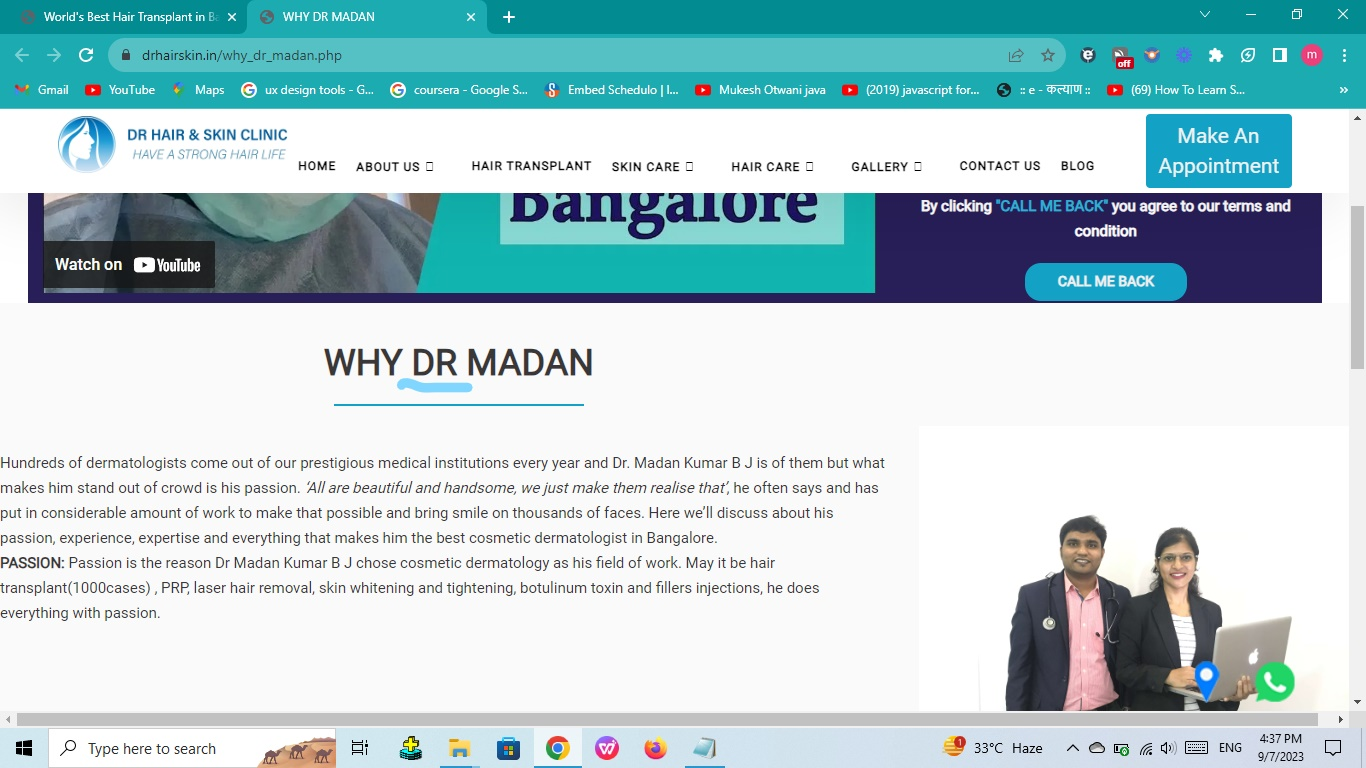 World's Best Hair Transplant in Ba
WHY DR MADAN
drhairskin.in/why_dr_madan.php
off
m
Gmail
YouTube
Maps
ux design tools - G...
coursera - Google S...
Embed Schedulo | I...
Mukesh Otwani java
(2019) javascript for...
:: e - कल्याण ::
(69) How To Learn S...
»
DR HAIR & SKIN CLINIC
HAVE A STRONG HAIR LIFE
HOME
ABOUT US
HAIR TRANSPLANT
SKIN CARE
HAIR CARE
GALLERY
CONTACT US
BLOG
Make An
Appointment
Bangalore
Watch on YouTube
By clicking "CALL ME BACK" you agree to our terms and
condition
CALL ME BACK
WHY DR MADAN
Hundreds of dermatologists come out of our prestigious medical institutions every year and Dr. Madan Kumar B J is of them but what
makes him stand out of crowd is his passion. ‘All are beautiful and handsome, we just make them realise that’, he often says and has
put in considerable amount of work to make that possible and bring smile on thousands of faces. Here we’ll discuss about his
passion, experience, expertise and everything that makes him the best cosmetic dermatologist in Bangalore.
PASSION: Passion is the reason Dr Madan Kumar B J chose cosmetic dermatology as his field of work. May it be hair
transplant(1000cases) , PRP, laser hair removal, skin whitening and tightening, botulinum toxin and fillers injections, he does
everything with passion.
Type here to search
1
33°C Haze
ENG
4:37 PM
9/7/2023